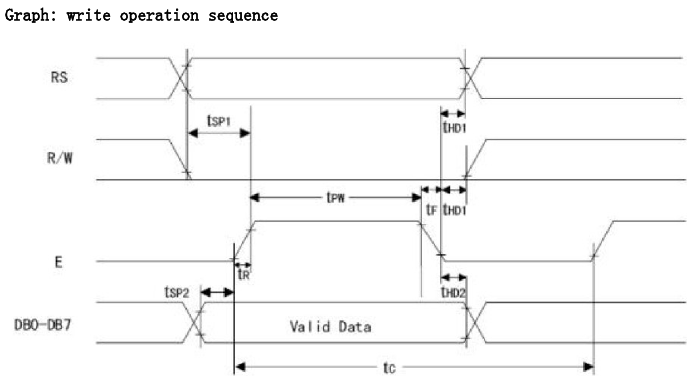 Graph: write operation sequence
RS
tSP1
tHD1
R/W
tPW
tF
tHD1
E
tR
tSP2
tHD2
DB0-DB7
Valid Data
tC